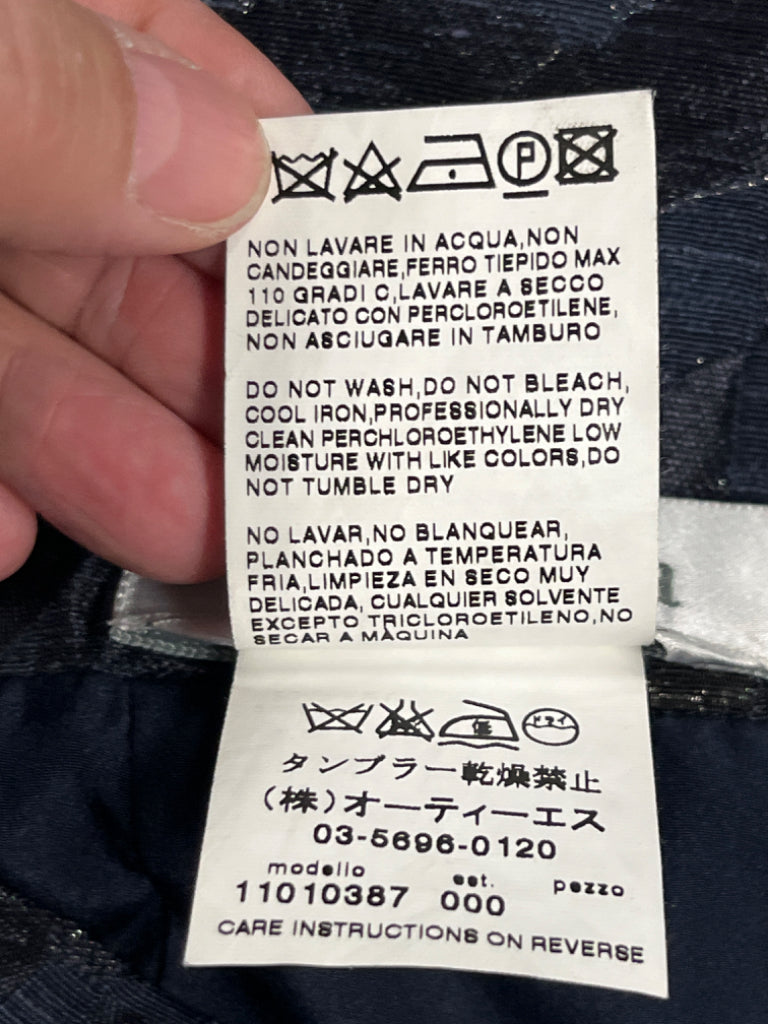 P
NON LAVARE IN ACQUA,NON
CANDEGGIARE,FERRO TIEPIDO MAX
110 GRADI C,LAVARE A SECCO
DELICATO CON PERCLOROETILENE,
NON ASCIUGARE IN TAMBURO
DO NOT WASH,DO NOT BLEACH,
COOL IRON,PROFESSIONALLY DRY
CLEAN PERCHLOROETHYLENE LOW
MOISTURE WITH LIKE COLORS,DO
NOT TUMBLE DRY
NO LAVAR,NO BLANQUEAR,
PLANCHADO A TEMPERATURA
FRIA,LIMPIEZA EN SECO MUY
DELICADA, CUALQUIER SOLVENTE
EXCEPTO TRICLOROETILENO,NO
SECAR A MAQUINA
低 ドライ
タンブラー乾燥禁止
(株)オーティーエス
03-5696-0120
modello est. pezzo
11010387 000
CARE INSTRUCTIONS ON REVERSE